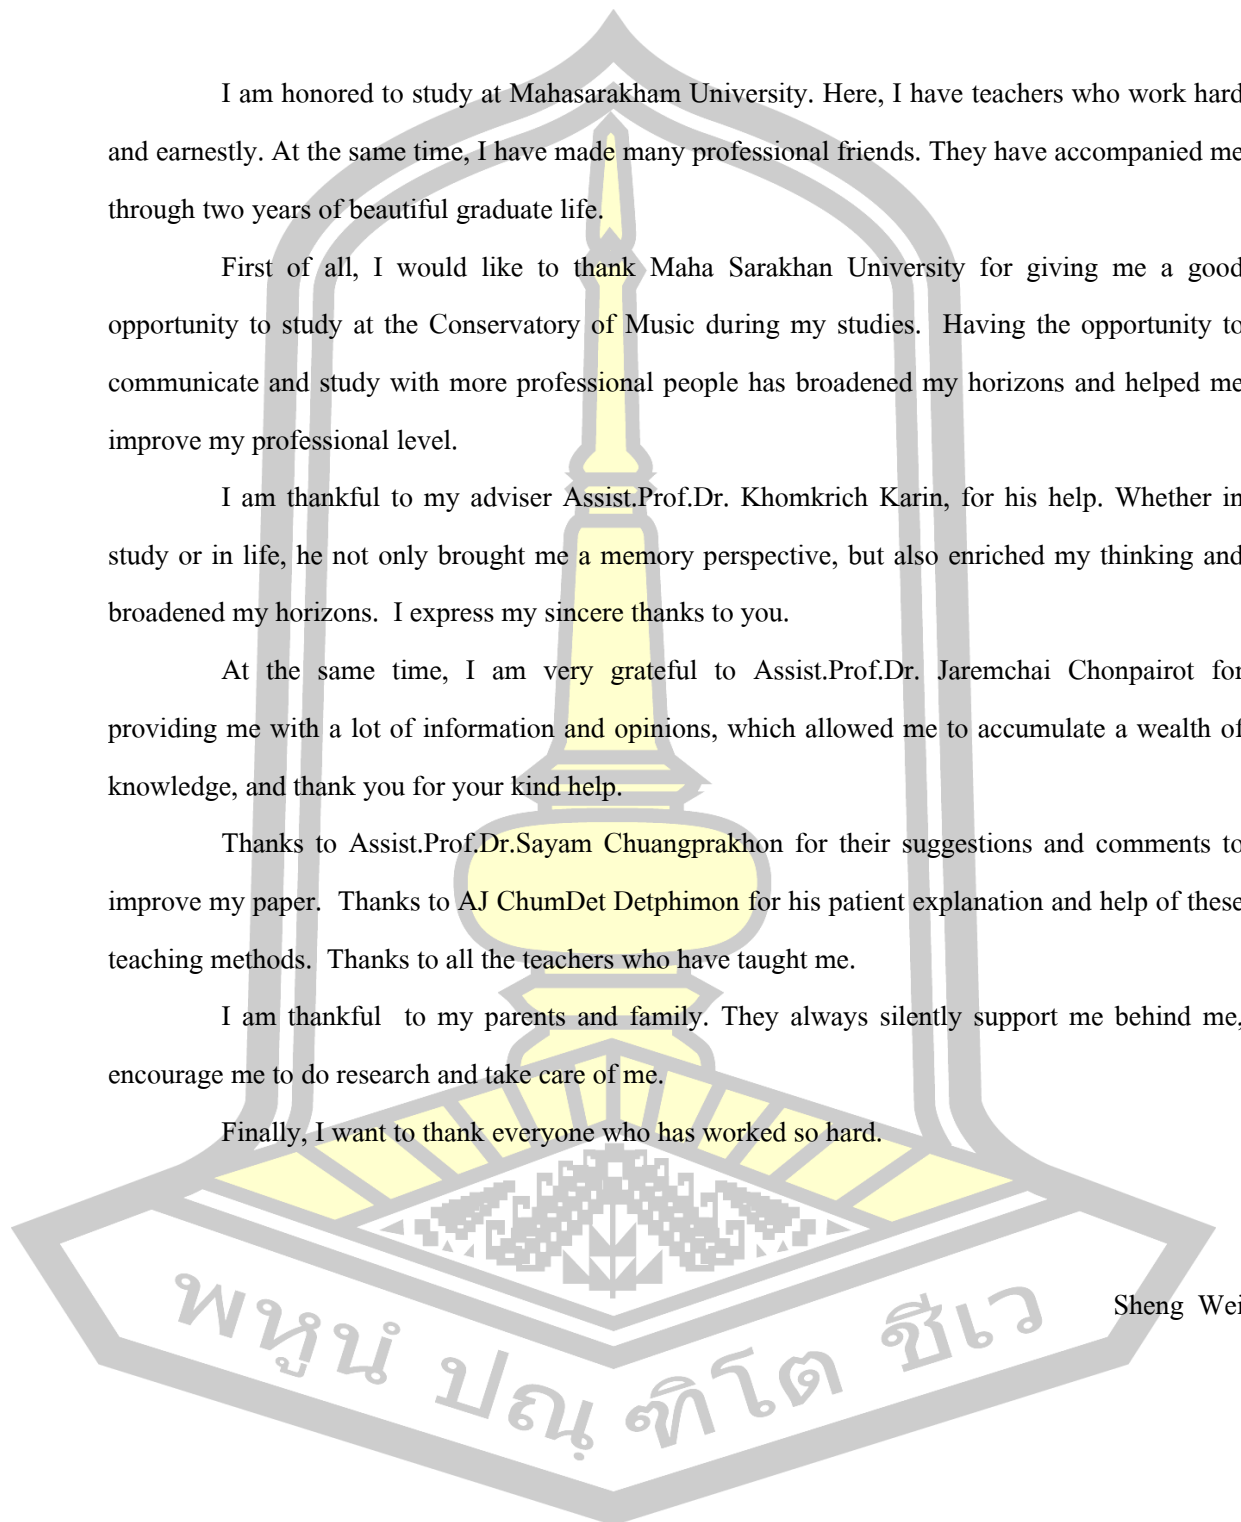 I am honored to study at Mahasarakham University. Here, I have teachers who work hard
and earnestly. At the same time, I have made many professional friends. They have accompanied me
through two years of beautiful graduate life.
First of all, I would like to thank Maha Sarakhan University for giving me a good
opportunity to study at the Conservatory of Music during my studies.  Having the opportunity to
communicate and study with more professional people has broadened my horizons and helped me
improve my professional level.
I am thankful to my adviser Assist.Prof.Dr. Khomkrich Karin, for his help. Whether in
study or in life, he not only brought me a memory perspective, but also enriched my thinking and
broadened my horizons.  I express my sincere thanks to you.
At the same time, I am very grateful to Assist.Prof.Dr. Jaremchai Chonpairot for
providing me with a lot of information and opinions, which allowed me to accumulate a wealth of
knowledge, and thank you for your kind help.
Thanks to Assist.Prof.Dr.Sayam Chuangprakhon for their suggestions and comments to
improve my paper.  Thanks to AJ ChumDet Detphimon for his patient explanation and help of these
teaching methods.  Thanks to all the teachers who have taught me.
I am thankful  to my parents and family. They always silently support me behind me,
encourage me to do research and take care of me.
Finally, I want to thank everyone who has worked so hard.
Sheng Wei
พหูนํ ปณฺฑิโต ชีเว